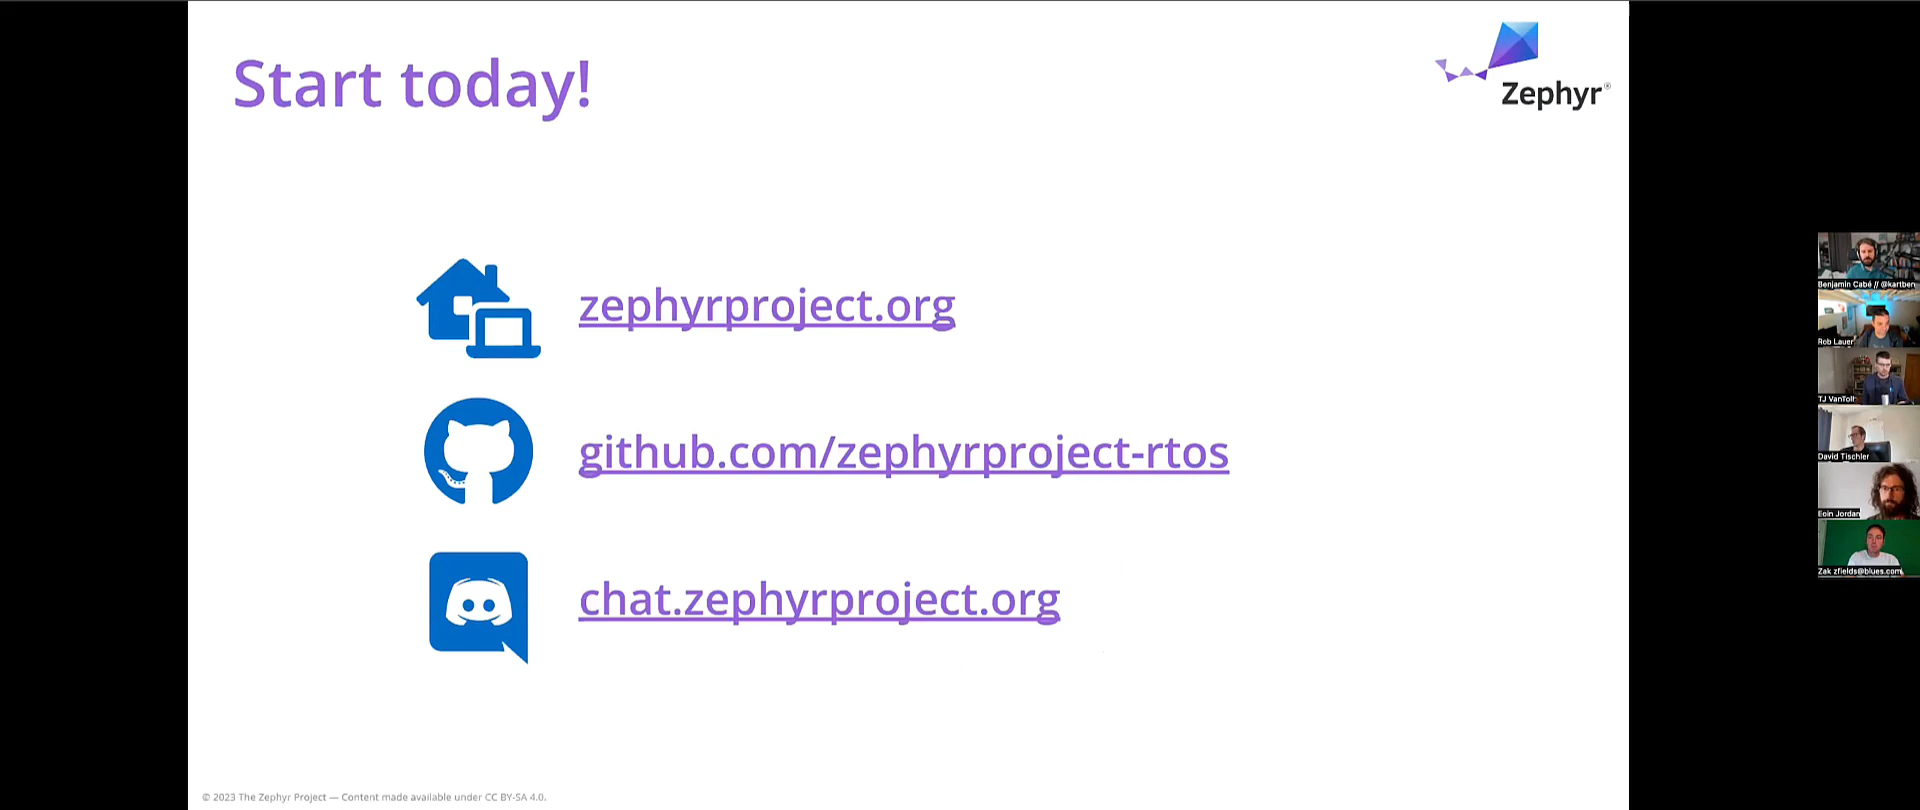 Start today!
Zephyr®
zephyrproject.org
github.com/zephyrproject-rtos
chat.zephyrproject.org
© 2023 The Zephyr Project — Content made available under CC BY-SA 4.0.
Benjamin Cabé // @kartben
Rob Lauer
TJ VanToll
David Tischler
Eoin Jordan
Zak zfields@blues.com